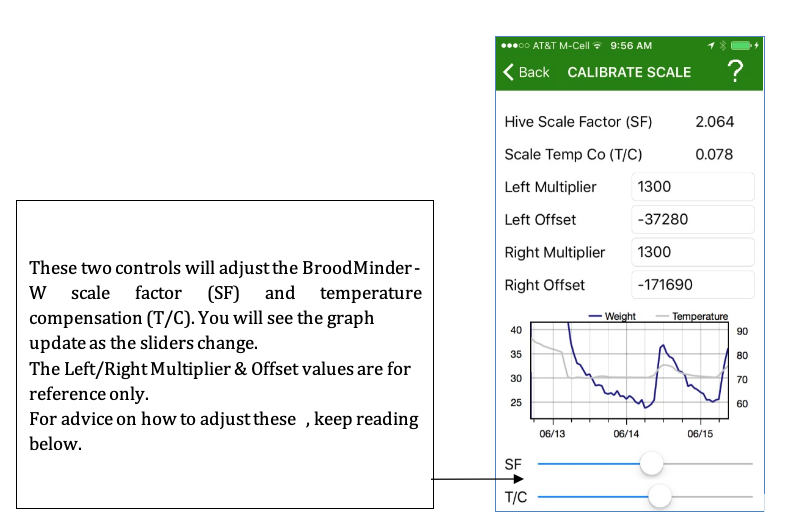 These two controls will adjust the BroodMinder-
W scale factor (SF) and temperature
compensation (T/C). You will see the graph
update as the sliders change.
The Left/Right Multiplier & Offset values are for
reference only.
For advice on how to adjust these , keep reading
below.
AT&T M-Cell 9:56 AM
Back CALIBRATE SCALE ?
Hive Scale Factor (SF) 2.064
Scale Temp Co (T/C) 0.078
Left Multiplier 1300
Left Offset -37280
Right Multiplier 1300
Right Offset -171690
Weight Temperature
40 90
35 80
30 70
25 60
06/13 06/14 06/15
SF
T/C